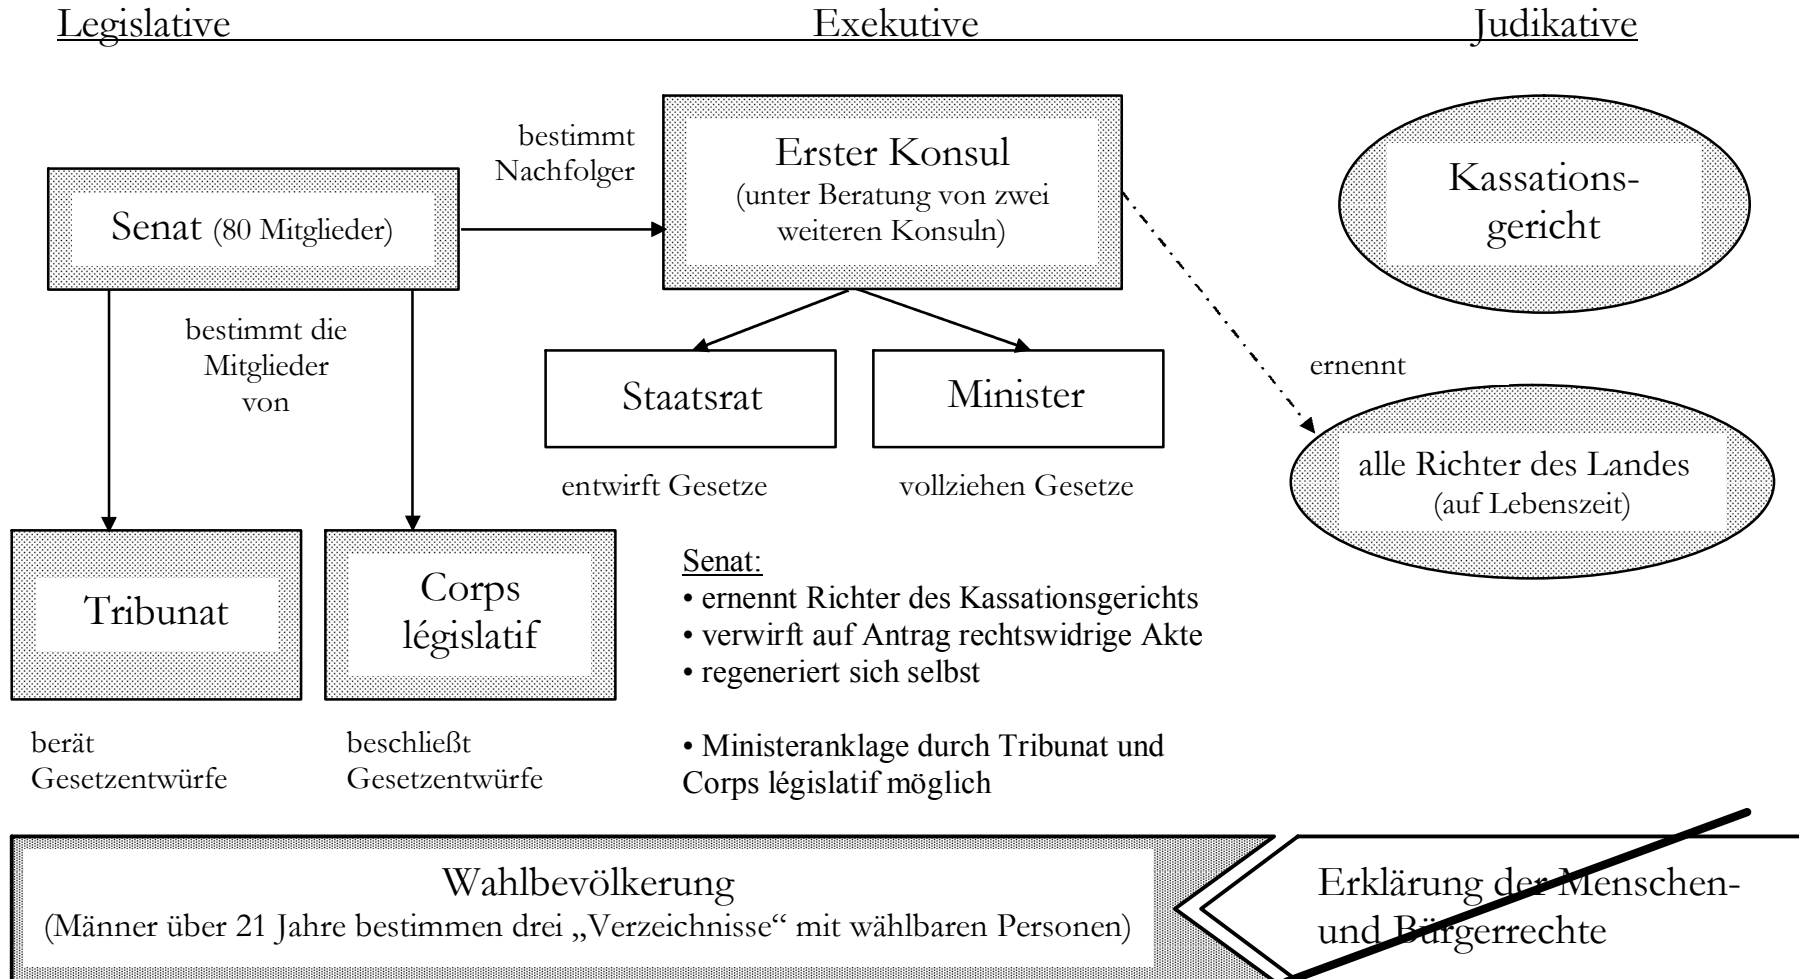 Legislative
Exekutive
Judikative
bestimmt
Nachfolger
Erster Konsul
(unter Beratung von zwei
weiteren Konsuln)
Kassations-
gericht
Senat (80 Mitglieder)
bestimmt die
Mitglieder
von
Staatsrat
Minister
ernennt
entwirft Gesetze
vollziehen Gesetze
alle Richter des Landes
(auf Lebenszeit)
Tribunat
Corps
législatif
Senat:
• ernennt Richter des Kassationsgerichts
• verwirft auf Antrag rechtswidrige Akte
• regeneriert sich selbst
• Ministeranklage durch Tribunat und
Corps législatif möglich
berät
Gesetzentwürfe
beschließt
Gesetzentwürfe
Wahlbevölkerung
(Männer über 21 Jahre bestimmen drei „Verzeichnisse“ mit wählbaren Personen)
Erklärung der Menschen-
und Bürgerrechte